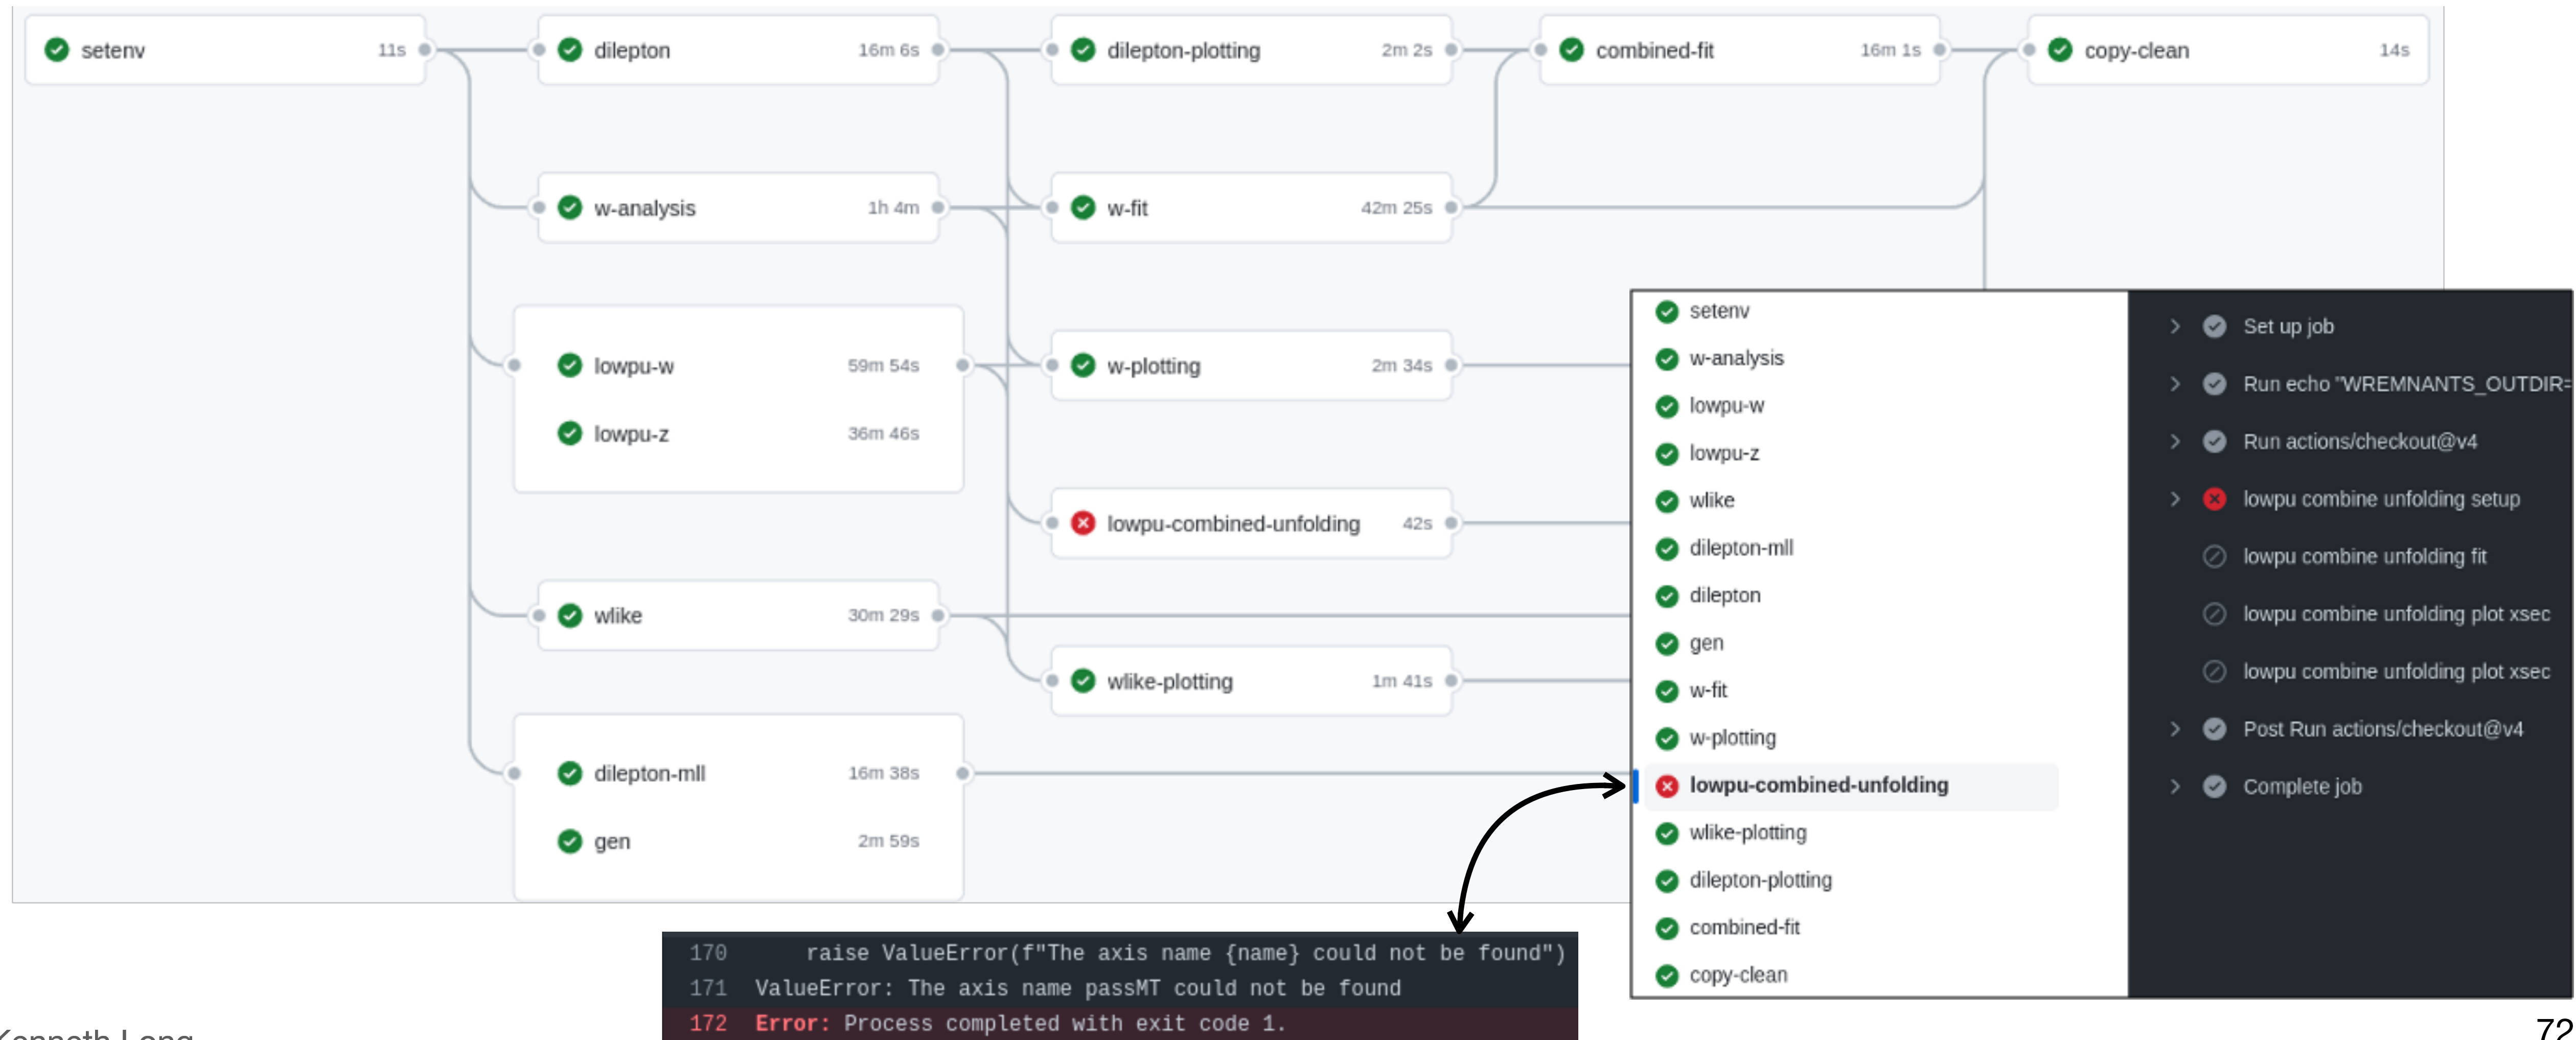 setenv 11s
dilepton 16m 6s
dilepton-plotting 2m 2s
combined-fit 16m 1s
copy-clean 14s
w-analysis 1h 4m
w-fit 42m 25s
lowpu-w 59m 54s
lowpu-z 36m 46s
w-plotting 2m 34s
lowpu-combined-unfolding 42s
wlike 30m 29s
wlike-plotting 1m 41s
dilepton-mll 16m 38s
gen 2m 59s
setenv
w-analysis
lowpu-w
lowpu-z
wlike
dilepton-mll
dilepton
gen
w-fit
w-plotting
lowpu-combined-unfolding
wlike-plotting
dilepton-plotting
combined-fit
copy-clean
Set up job
Run echo "WREMNANTS_OUTDIR=
Run actions/checkout@v4
lowpu combine unfolding setup
lowpu combine unfolding fit
lowpu combine unfolding plot xsec
lowpu combine unfolding plot xsec
Post Run actions/checkout@v4
Complete job
170 raise ValueError(f"The axis name {name} could not be found")
171 ValueError: The axis name passMT could not be found
172 Error: Process completed with exit code 1.
Kenneth Long
72